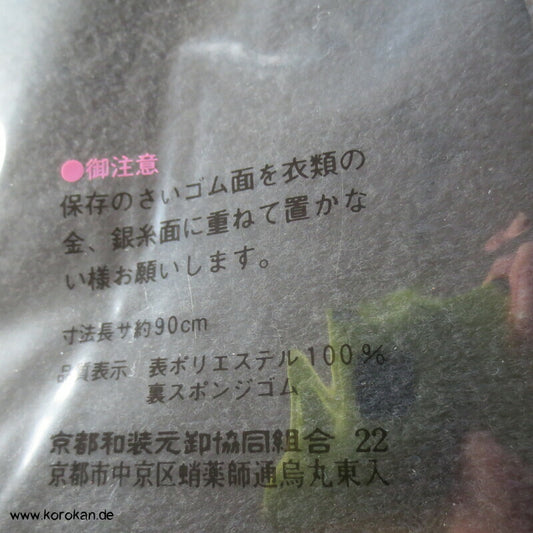 ●御注意
保存のさいゴム面を衣類の
金、銀糸面に重ねて置かな
い様お願いします。
寸法長サ約90cm
品質表示 表ポリエステル100%
裏スポンジゴム
京都和装元卸協同組合 22
京都市中京区蛸薬師通烏丸東入
www.korokan.de